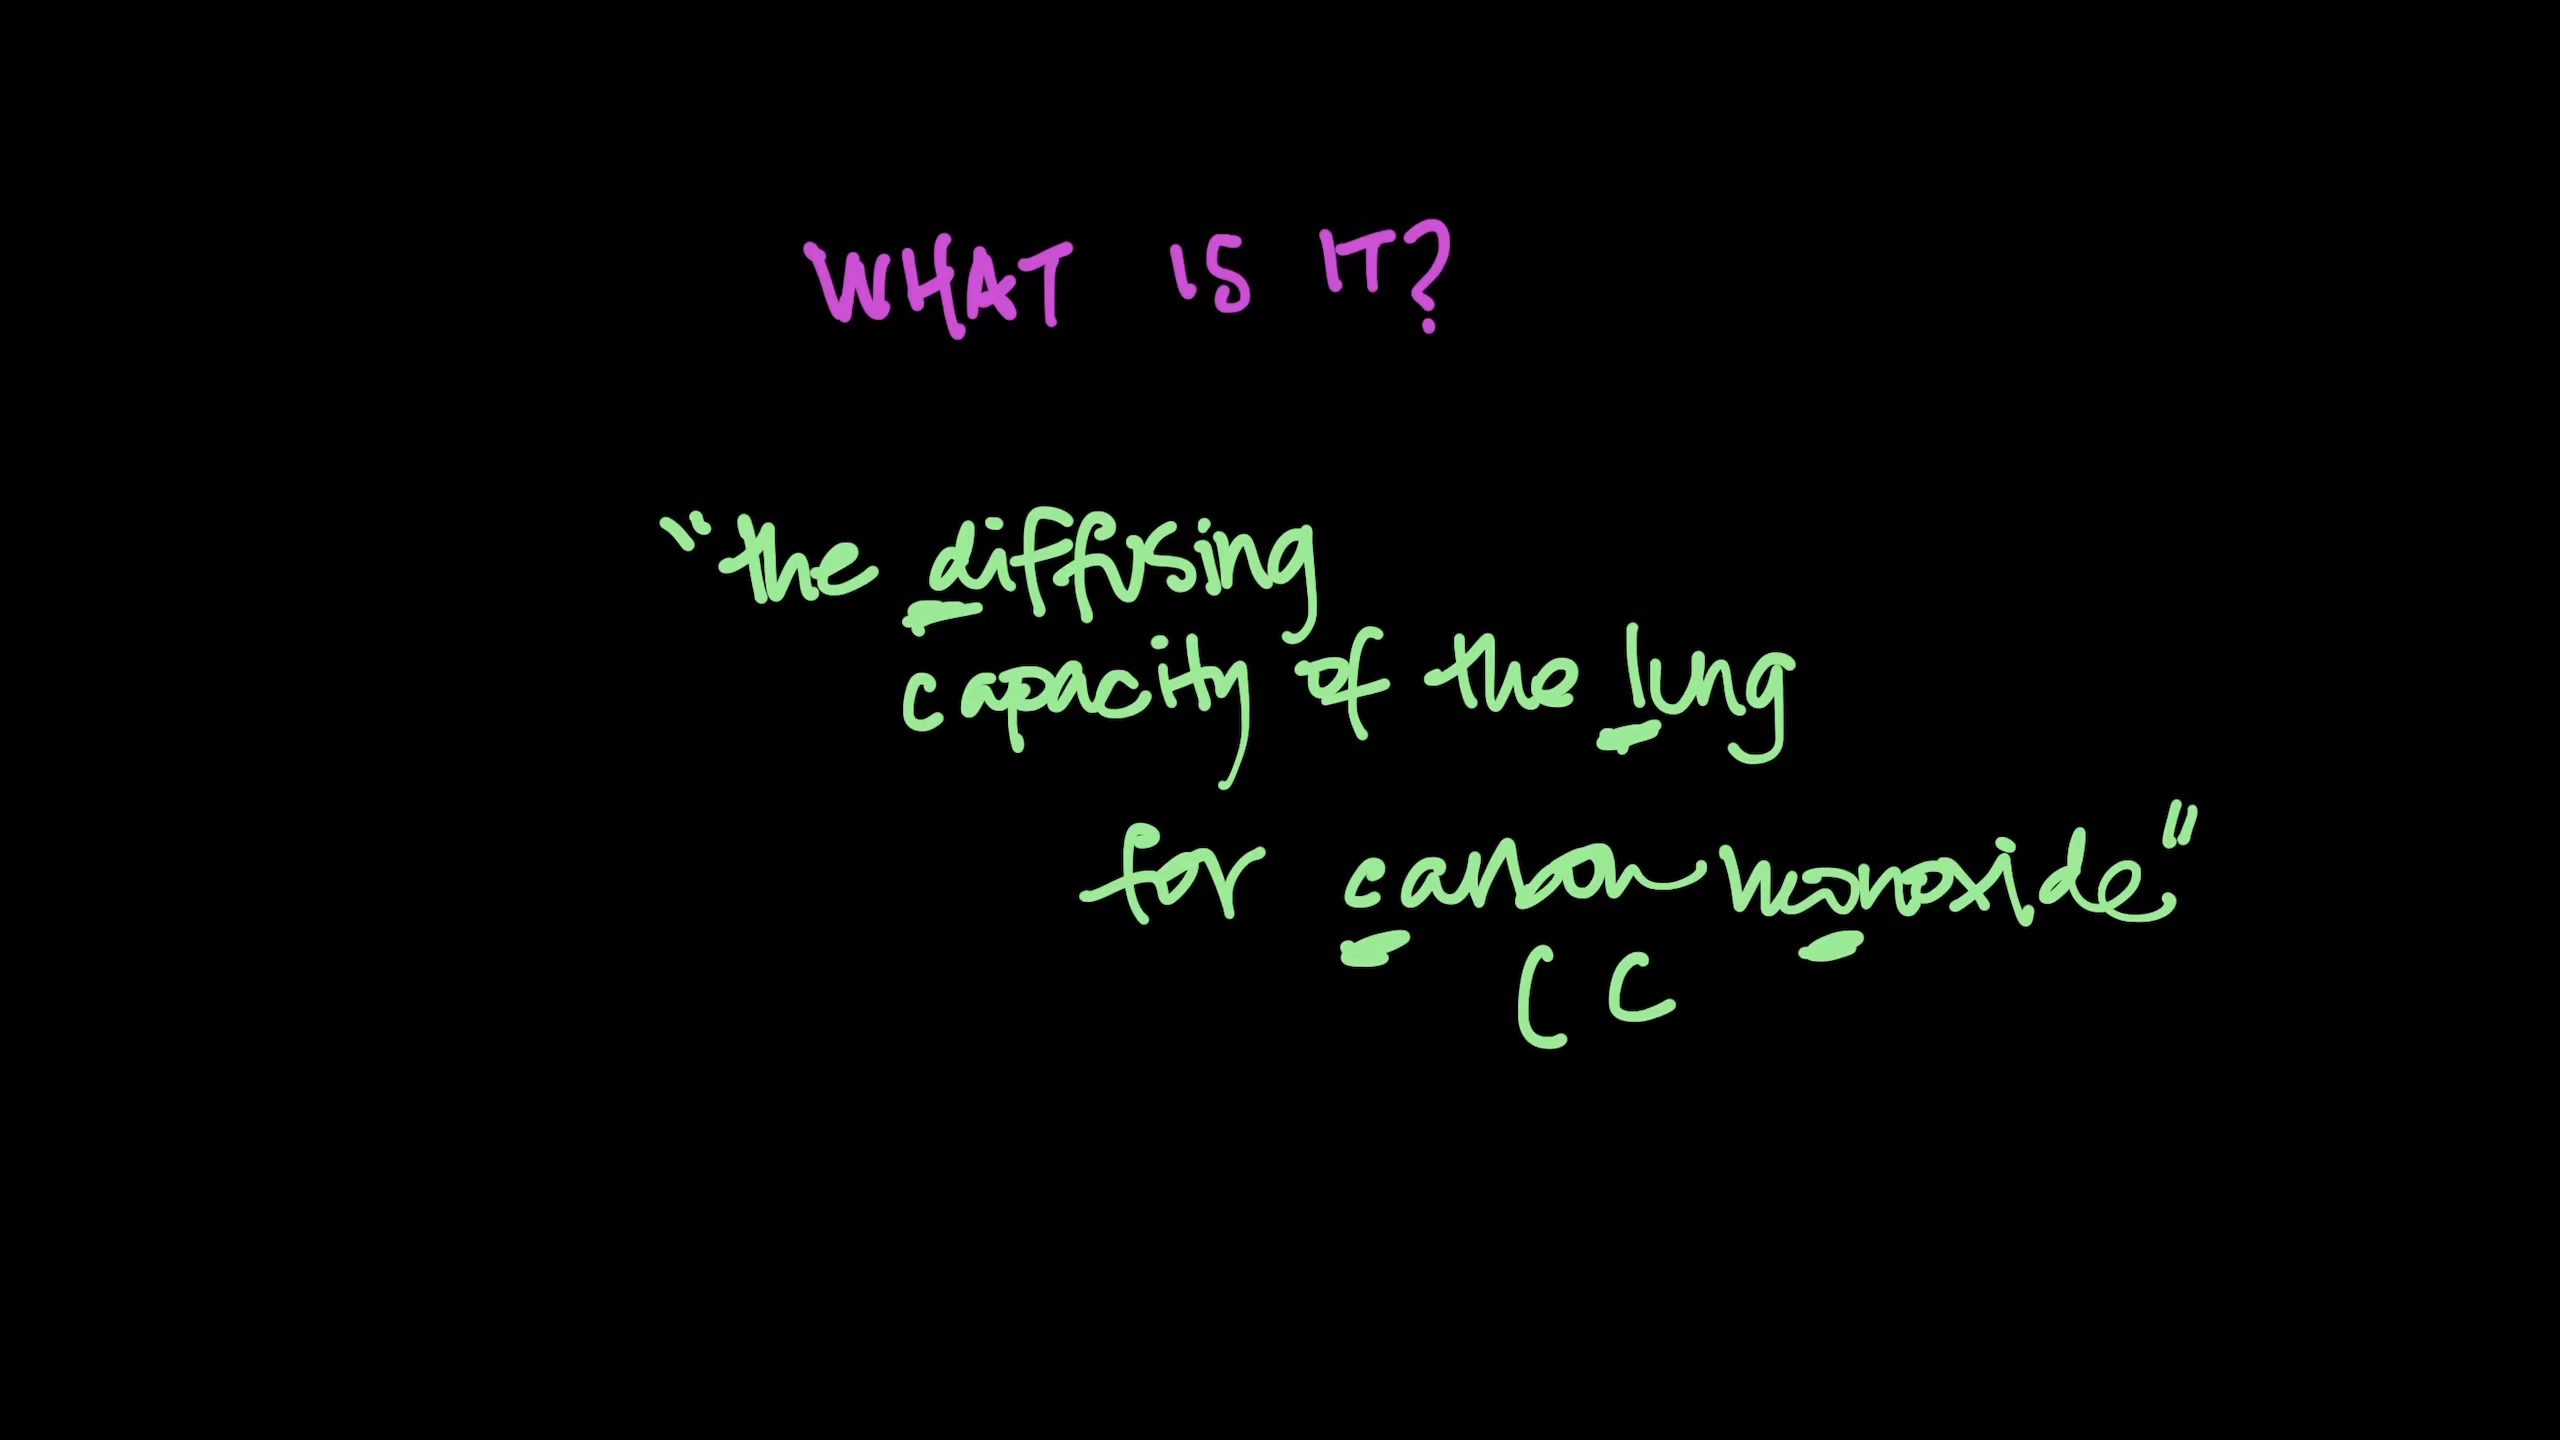 WHAT IS IT?
"the diffusing
capacity of the lung
for carbon monoxide"
(C